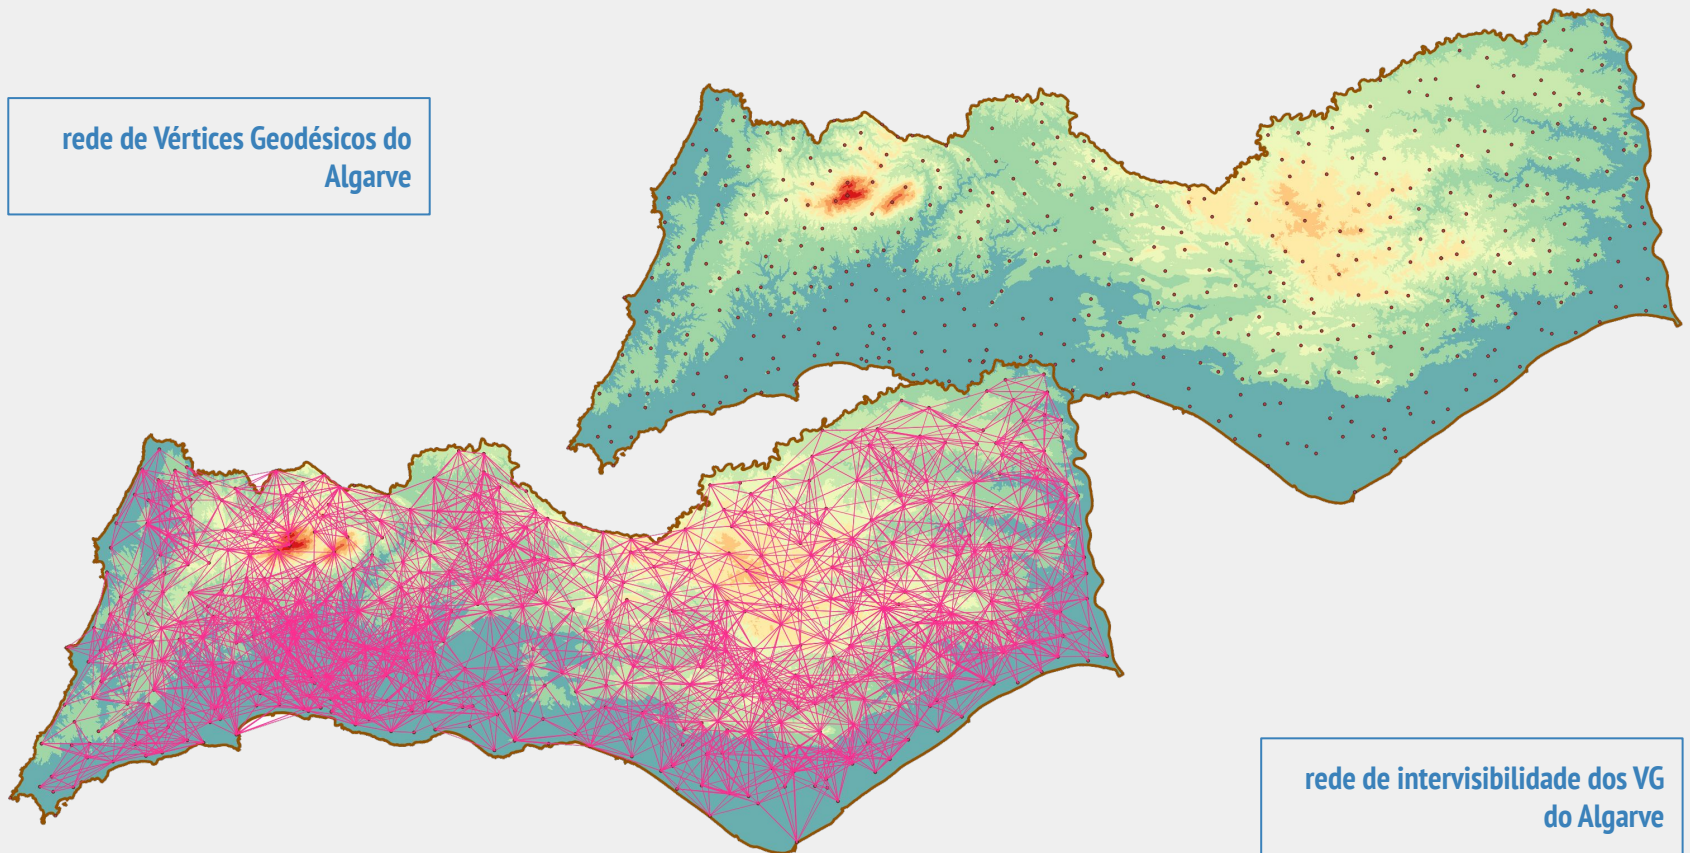 rede de Vértices Geodésicos do
Algarve
rede de intervisibilidade dos VG
do Algarve